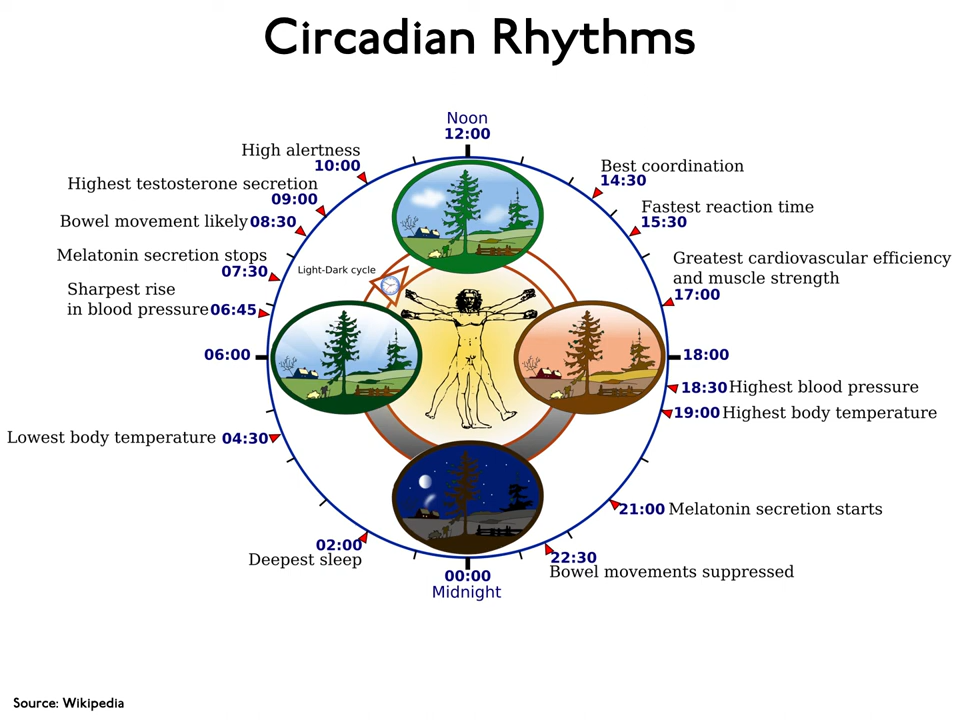 Circadian Rhythms
Noon
12:00
High alertness
10:00
Highest testosterone secretion
09:00
Bowel movement likely 08:30
Melatonin secretion stops
07:30
Sharpest rise
in blood pressure 06:45
06:00
Lowest body temperature 04:30
02:00
Deepest sleep
00:00
Midnight
Light-Dark cycle
Best coordination
14:30
Fastest reaction time
15:30
Greatest cardiovascular efficiency
and muscle strength
17:00
18:00
18:30 Highest blood pressure
19:00 Highest body temperature
21:00 Melatonin secretion starts
22:30
Bowel movements suppressed
Source: Wikipedia